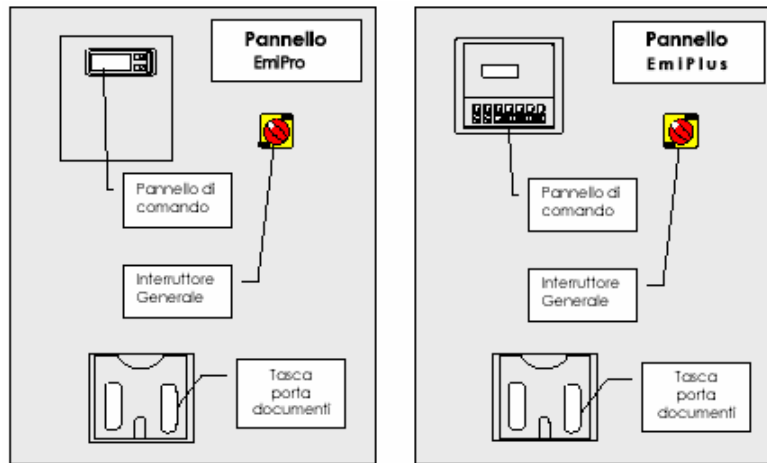 Pannello
EmiPro
Pannello di
comando
Interruttore
Generale
Tasca
porta
documenti
Pannello
EmiPlus
Pannello di
comando
Interruttore
Generale
Tasca
porta
documenti